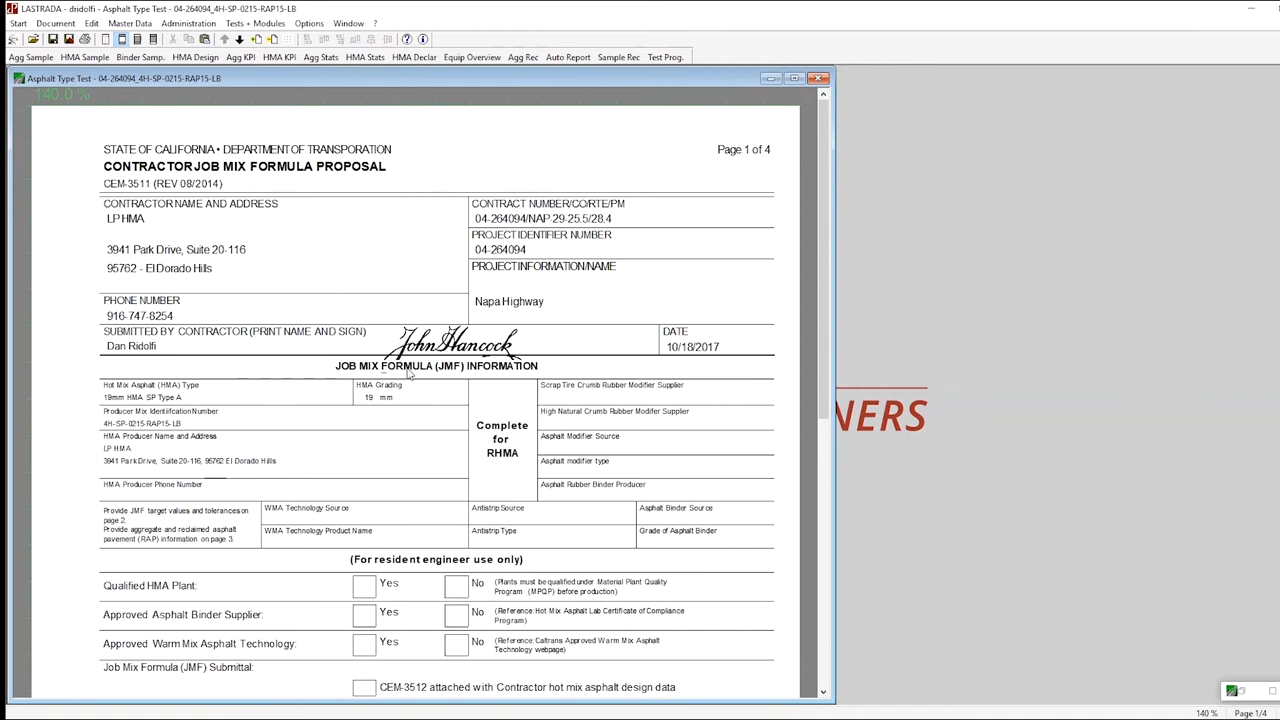 LASTRADA - dridolfi - Asphalt Type Test - 04-264094_4H-SP-0215-RAP15-LB
Start Document Edit Master Data Administration Tests + Modules Options Window ?
Agg Sample HMA Sample Binder Samp. HMA Design Agg KPI HMA KPI Agg Stats HMA Stats HMA Declar Equip Overview Agg Rec Auto Report Sample Rec Test Prog.
Asphalt Type Test - 04-264094_4H-SP-0215-RAP15-LB
140.0 %
STATE OF CALIFORNIA • DEPARTMENT OF TRANSPORATION
Page 1 of 4
CONTRACTOR JOB MIX FORMULA PROPOSAL
CEM-3511 (REV 08/2014)
CONTRACTOR NAME AND ADDRESS
LP HMA
3941 Park Drive, Suite 20-116
95762 - El Dorado Hills
CONTRACT NUMBER/CO/RTE/PM
04-264094/NAP 29-25.5/28.4
PROJECT IDENTIFIER NUMBER
04-264094
PROJECT INFORMATION/NAME
Napa Highway
PHONE NUMBER
916-747-8254
SUBMITTED BY CONTRACTOR (PRINT NAME AND SIGN)
Dan Ridolfi
John Hancock
DATE
10/18/2017
JOB MIX FORMULA (JMF) INFORMATION
Hot Mix Asphalt (HMA) Type
19mm HMA SP Type A
HMA Grading
19 mm
Producer Mix Identifcation Number
4H-SP-0215-RAP15-LB
HMA Producer Name and Address
LP HMA
3941 Park Drive, Suite 20-116, 95762 El Dorado Hills
HMA Producer Phone Number
Complete
for
RHMA
Scrap Tire Crumb Rubber Modifier Supplier
High Natural Crumb Rubber Modifer Supplier
Asphalt Modifier Source
Asphalt modifier type
Asphalt Rubber Binder Producer
Provide JMF target values and tolerances on
page 2.
Provide aggregate and reclaimed asphalt
pavement (RAP) information on page 3.
WMA Technology Source
WMA Technology Product Name
Antistrip Source
Antistrip Type
Asphalt Binder Source
Grade of Asphalt Binder
(For resident engineer use only)
Qualified HMA Plant:
Yes
No
(Plants must be qualified under Material Plant Quality
Program (MPQP) before production)
Approved Asphalt Binder Supplier:
Yes
No
(Reference: Hot Mix Asphalt Lab Certificate of Compliance
Program)
Approved Warm Mix Asphalt Technology:
Yes
No
(Reference: Caltrans Approved Warm Mix Asphalt
Technology webpage)
Job Mix Formula (JMF) Submittal:
CEM-3512 attached with Contractor hot mix asphalt design data
NERS
140 % Page 1/4